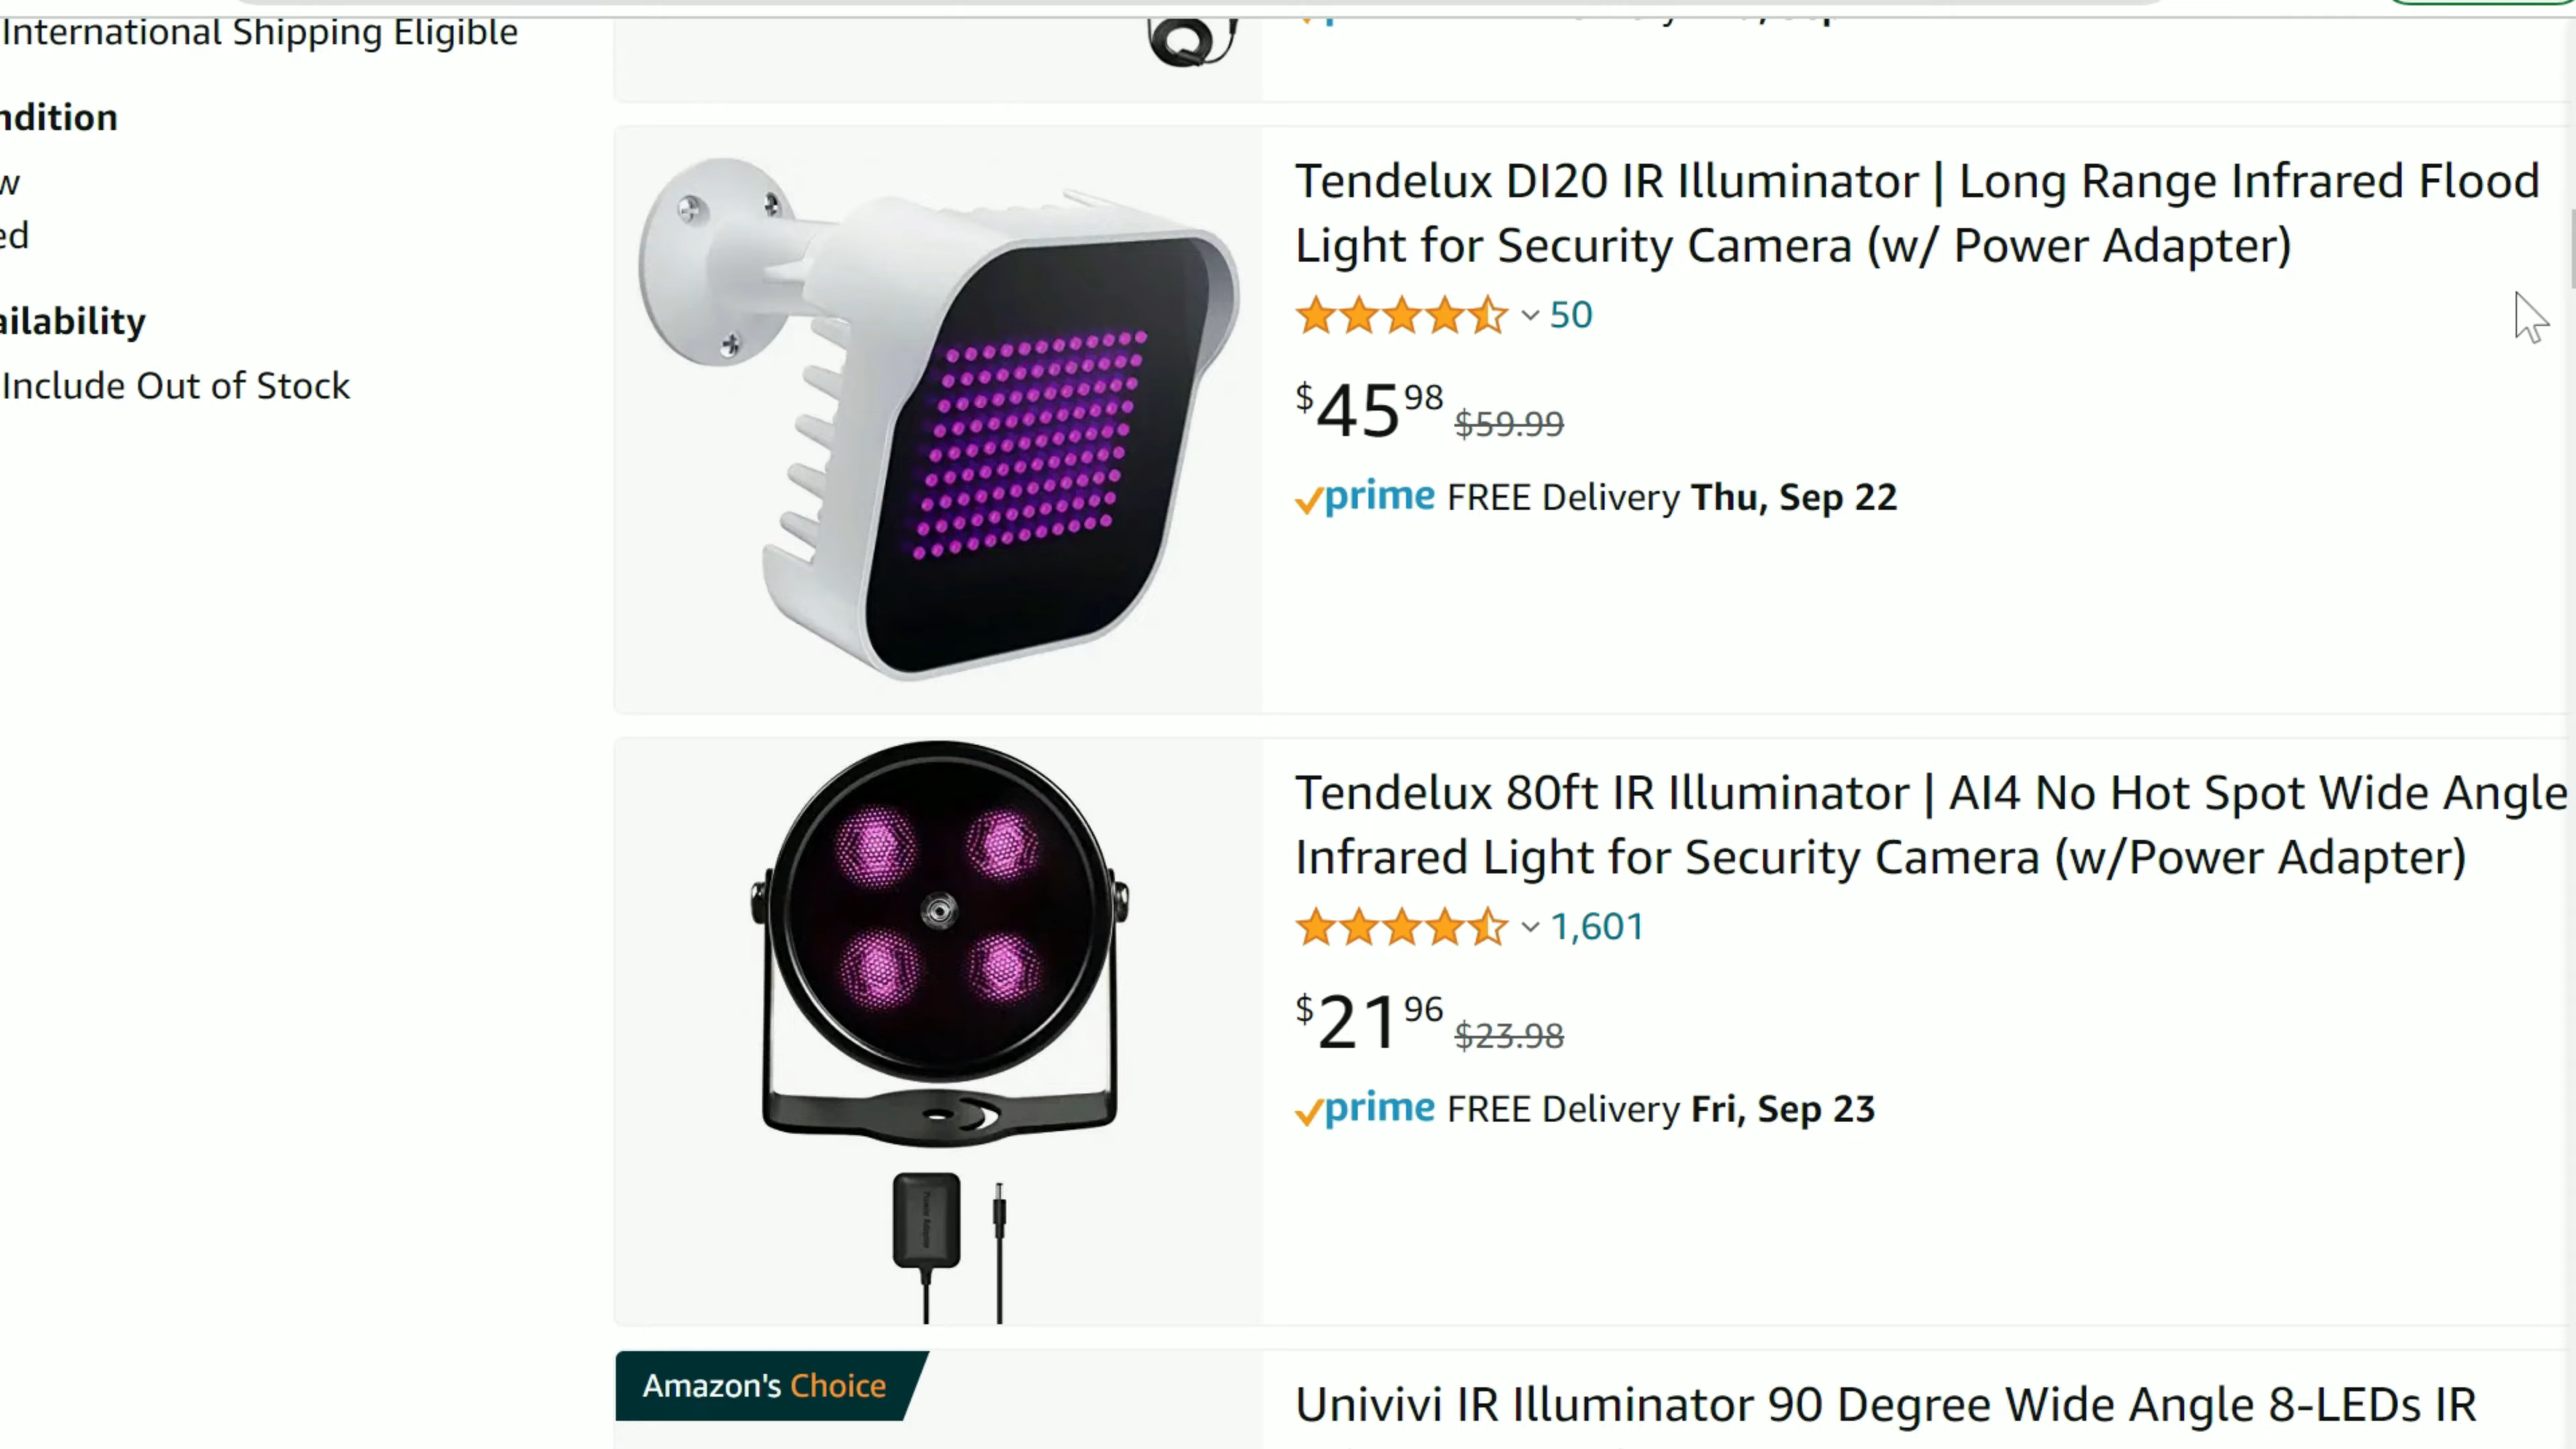 International Shipping Eligible
ndition
w
ed
ailability
Include Out of Stock
Tendelux DI20 IR Illuminator | Long Range Infrared Flood
Light for Security Camera (w/ Power Adapter)
50
$45 98 $59.99
prime FREE Delivery Thu, Sep 22
Tendelux 80ft IR Illuminator | AI4 No Hot Spot Wide Angle
Infrared Light for Security Camera (w/Power Adapter)
1,601
$21 96 $23.98
prime FREE Delivery Fri, Sep 23
Power Adapter
Amazon's Choice
Univivi IR Illuminator 90 Degree Wide Angle 8-LEDs IR